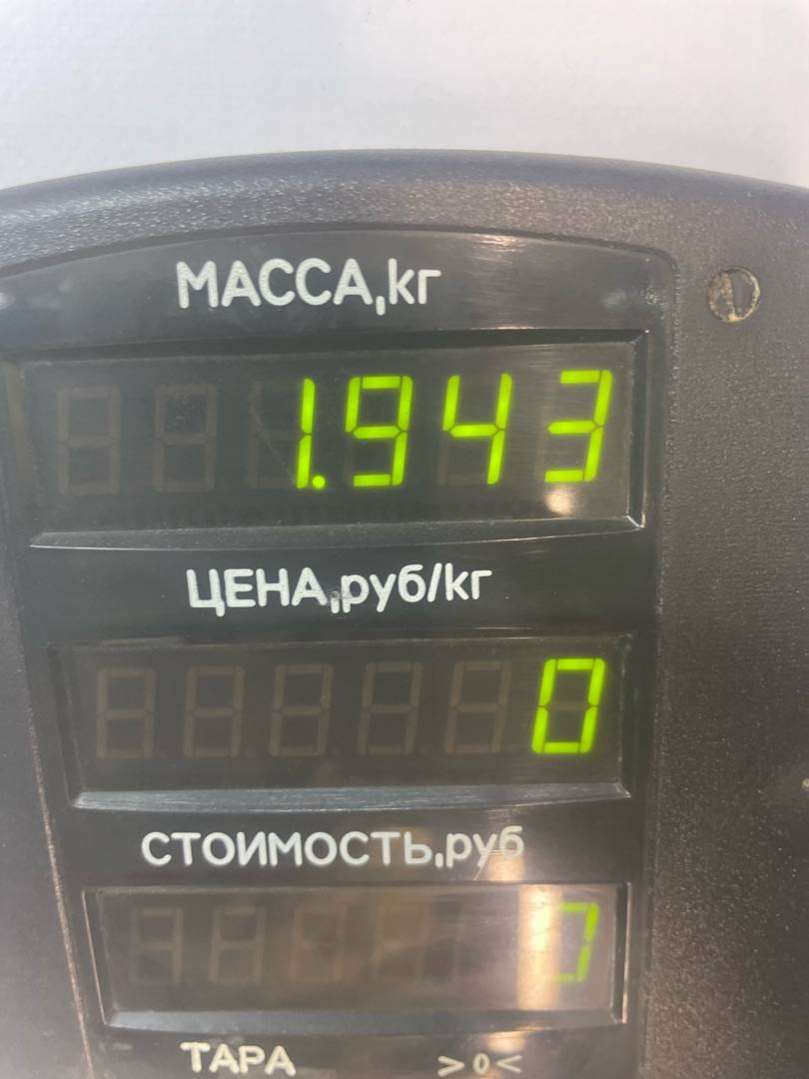 МАССА,кг
1.943
ЦЕНА,руб/кг
0
СТОИМОСТЬ,руб
0
ТАРА >0<